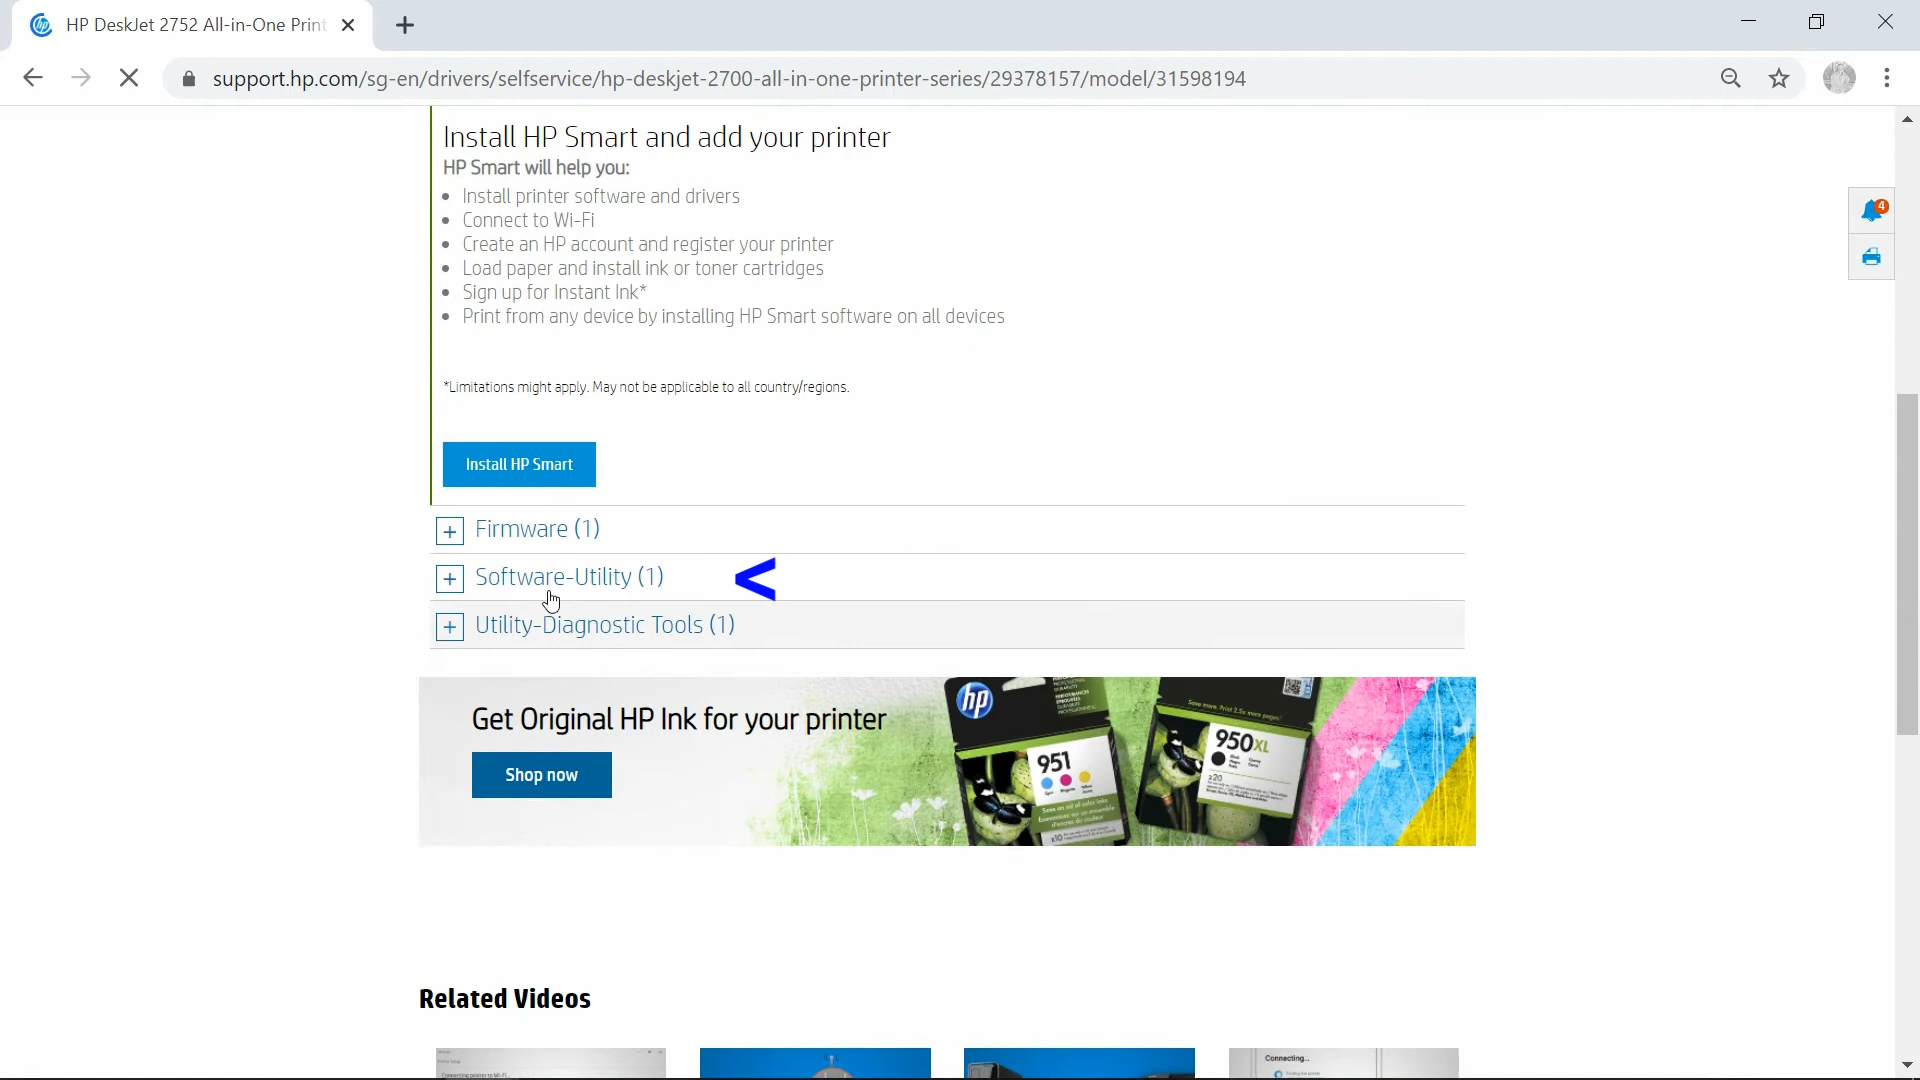 HP DeskJet 2752 All-in-One Print
support.hp.com/sg-en/drivers/selfservice/hp-deskjet-2700-all-in-one-printer-series/29378157/model/31598194
Install HP Smart and add your printer
HP Smart will help you:
Install printer software and drivers
Connect to Wi-Fi
Create an HP account and register your printer
Load paper and install ink or toner cartridges
Sign up for Instant Ink*
Print from any device by installing HP Smart software on all devices
4
*Limitations might apply. May not be applicable to all country/regions.
Install HP Smart
+ Firmware (1)
+ Software-Utility (1) <
+ Utility-Diagnostic Tools (1)
Get Original HP Ink for your printer
Shop now
hp
951
950XL
Related Videos
Connecting...